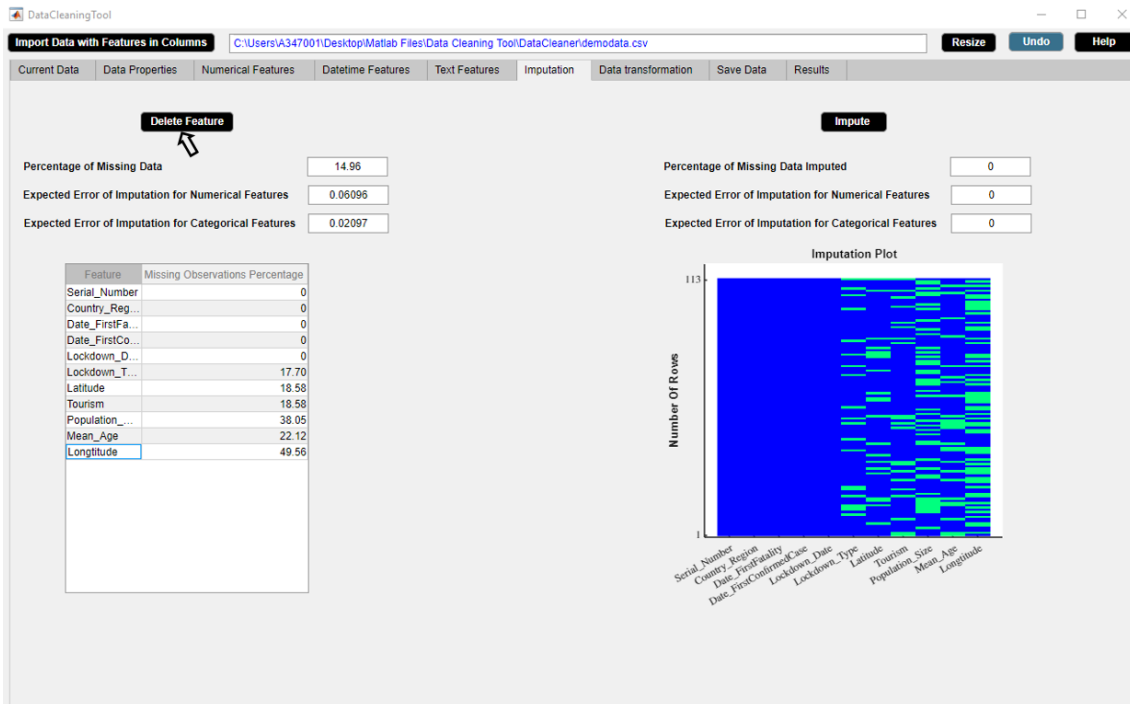 DataCleaningTool
Import Data with Features in Columns C:\Users\A347001\Desktop\Matlab Files\Data Cleaning Tool\DataCleaner\demodata.csv Resize Undo Help
Current Data Data Properties Numerical Features Datetime Features Text Features Imputation Data transformation Save Data Results
Delete Feature
Percentage of Missing Data 14.96
Expected Error of Imputation for Numerical Features 0.06096
Expected Error of Imputation for Categorical Features 0.02097
Feature Missing Observations Percentage
Serial_Number 0
Country_Reg... 0
Date_FirstFa... 0
Date_FirstCo... 0
Lockdown_D... 0
Lockdown_T... 17.70
Latitude 18.58
Tourism 18.58
Population_... 38.05
Mean_Age 22.12
Longtitude 49.56
Impute
Percentage of Missing Data Imputed 0
Expected Error of Imputation for Numerical Features 0
Expected Error of Imputation for Categorical Features 0
Imputation Plot
113
Number Of Rows
1
Serial_Number
Country_Region
Date_FirstFatality
Date_FirstConfirmedCase
Lockdown_Date
Lockdown_Type
Latitude
Tourism
Population_Size
Mean_Age
Longtitude